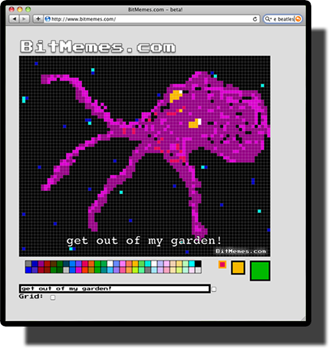 BitMemes.com — beta!
http://www.bitmemes.com/
e beatles
BitMemes.com
get out of my garden!
BitMemes.com
get out of my garden!
Grid: